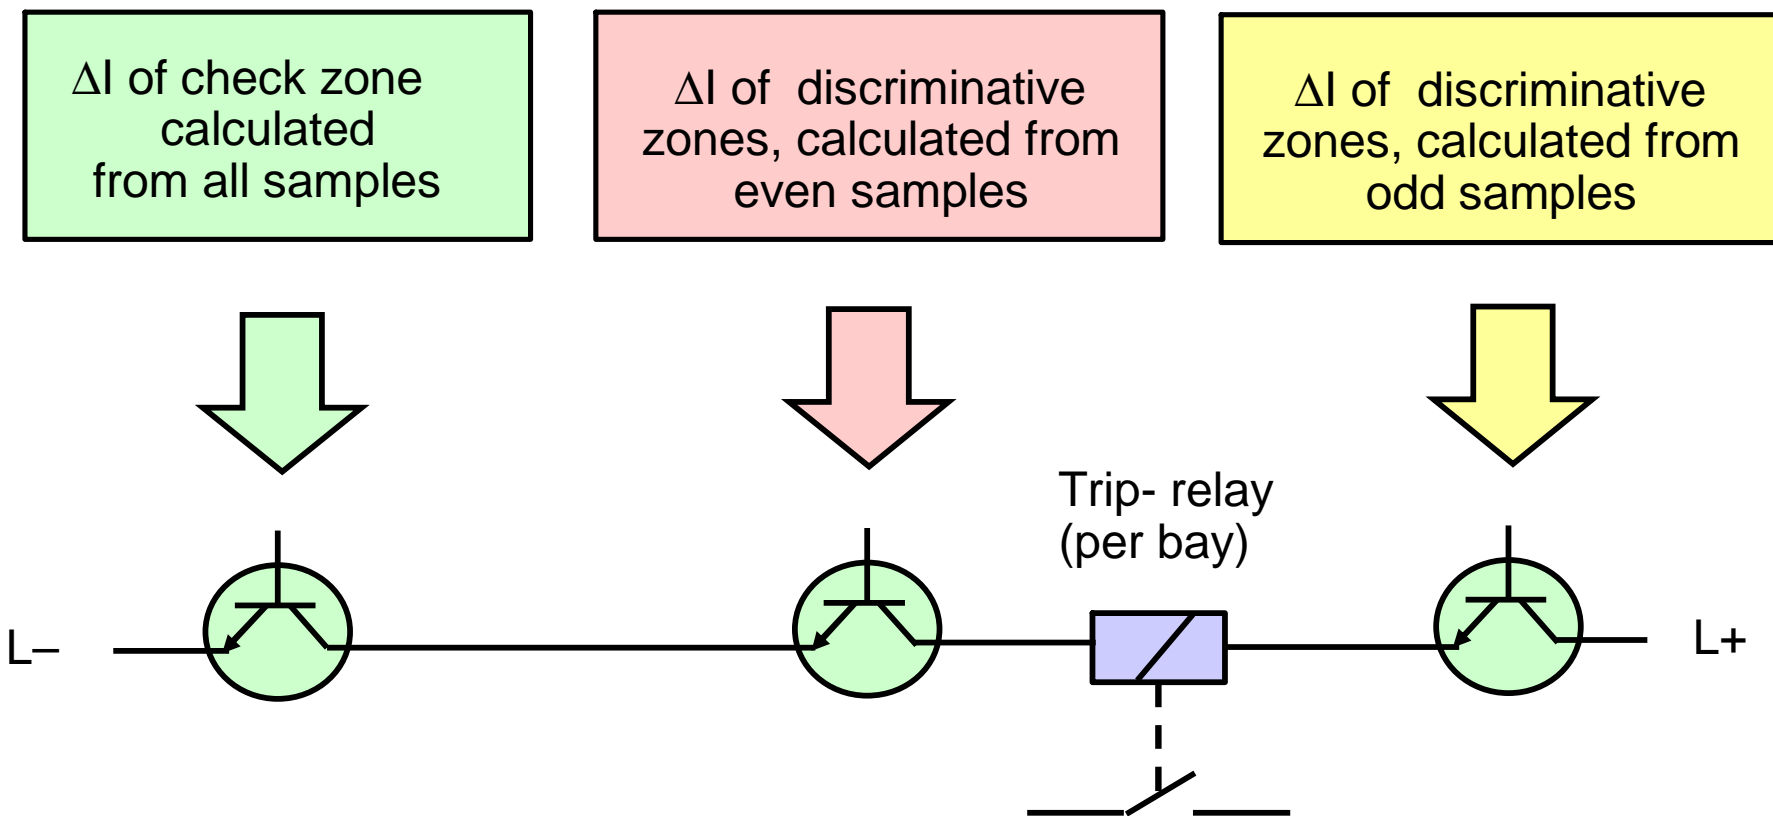 ΔI of check zone
calculated
from all samples
ΔI of  discriminative
zones, calculated from
even samples
ΔI of  discriminative
zones, calculated from
odd samples
Trip- relay
(per bay)
L–
L+